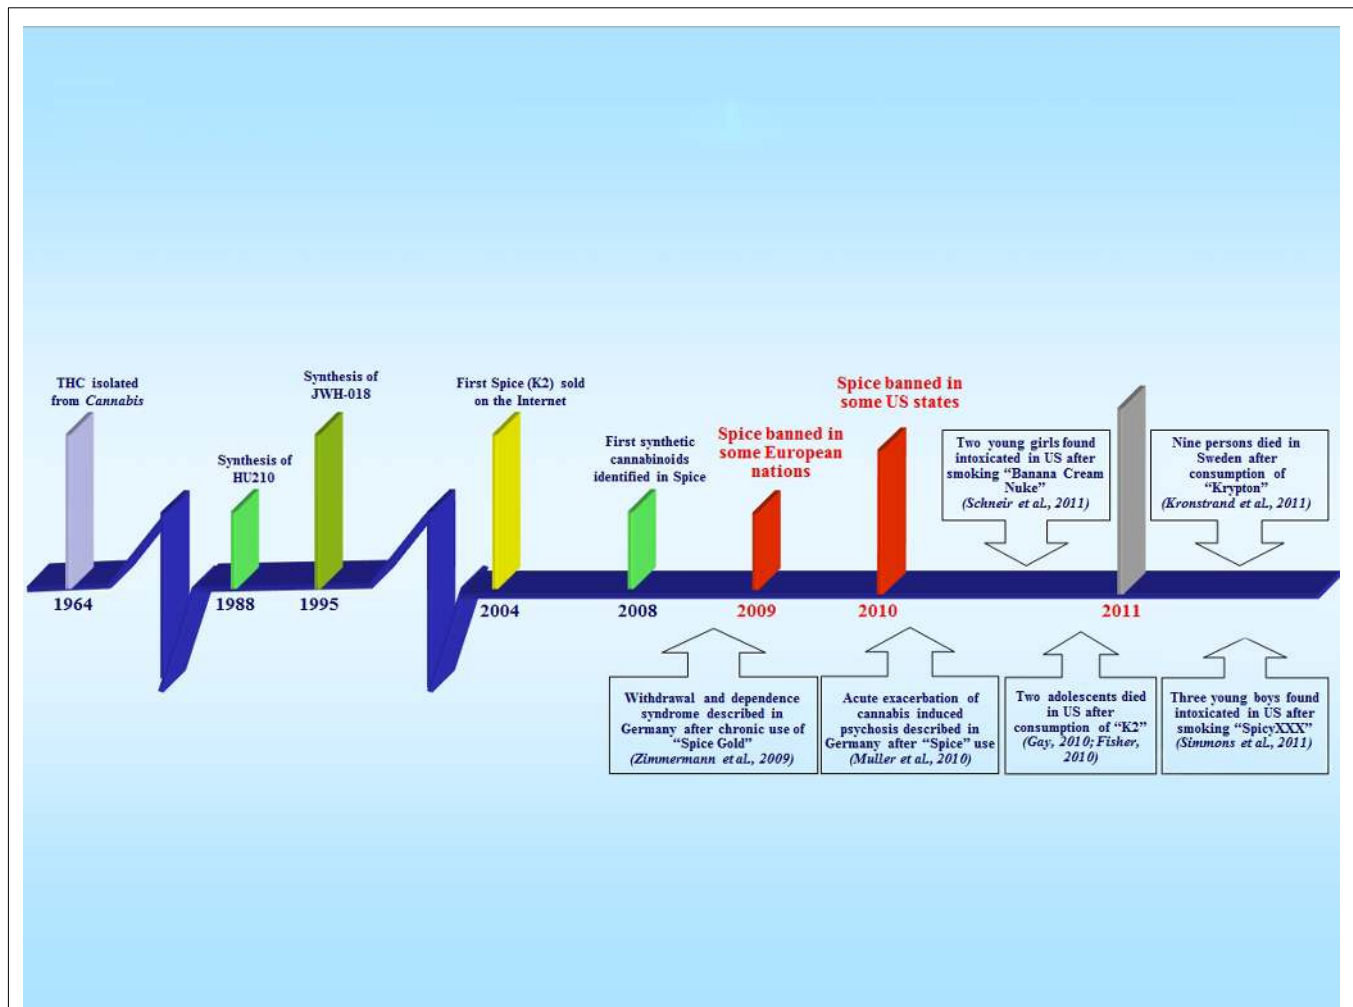 THC isolated
from Cannabis
1964
Synthesis of
HU210
1988
Synthesis of
JWH-018
1995
First Spice (K2) sold
on the Internet
2004
First synthetic
cannabinoids
identified in Spice
2008
Spice banned in
some European
nations
2009
Spice banned in
some US states
2010
Two young girls found
intoxicated in US after
smoking “Banana Cream
Nuke”
(Schneir et al., 2011)
2011
Nine persons died in
Sweden after
consumption of
“Krypton”
(Kronstrand et al., 2011)
Withdrawal and dependence
syndrome described in
Germany after chronic use of
“Spice Gold”
(Zimmermann et al., 2009)
Acute exacerbation of
cannabis induced
psychosis described in
Germany after “Spice” use
(Muller et al., 2010)
Two adolescents died
in US after
consumption of “K2”
(Gay, 2010; Fisher,
2010)
Three young boys found
intoxicated in US after
smoking “SpicyXXX”
(Simmons et al., 2011)